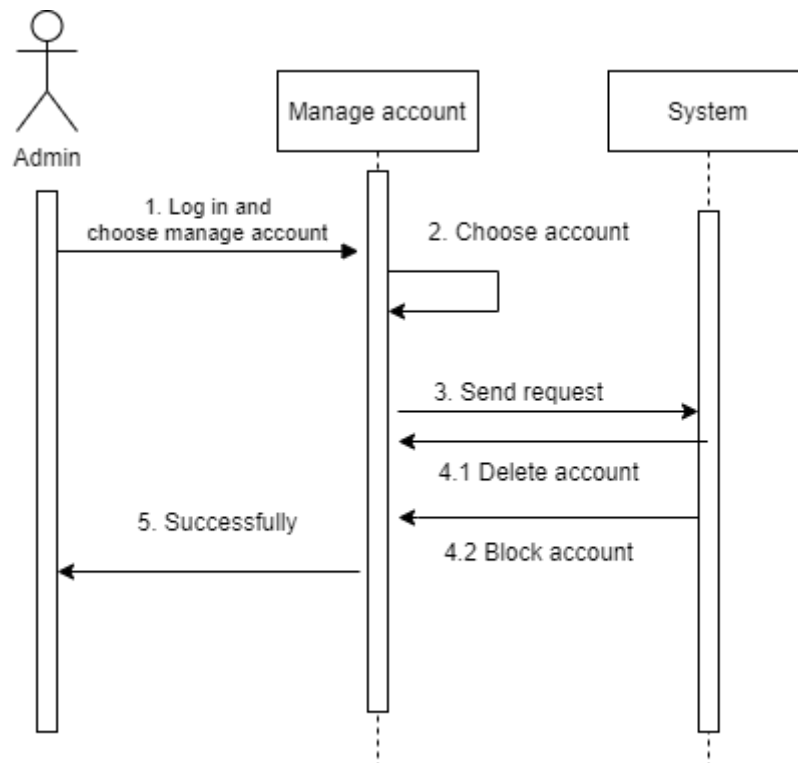 Admin
Manage account
System
1. Log in and
choose manage account
2. Choose account
3. Send request
4.1 Delete account
5. Successfully
4.2 Block account